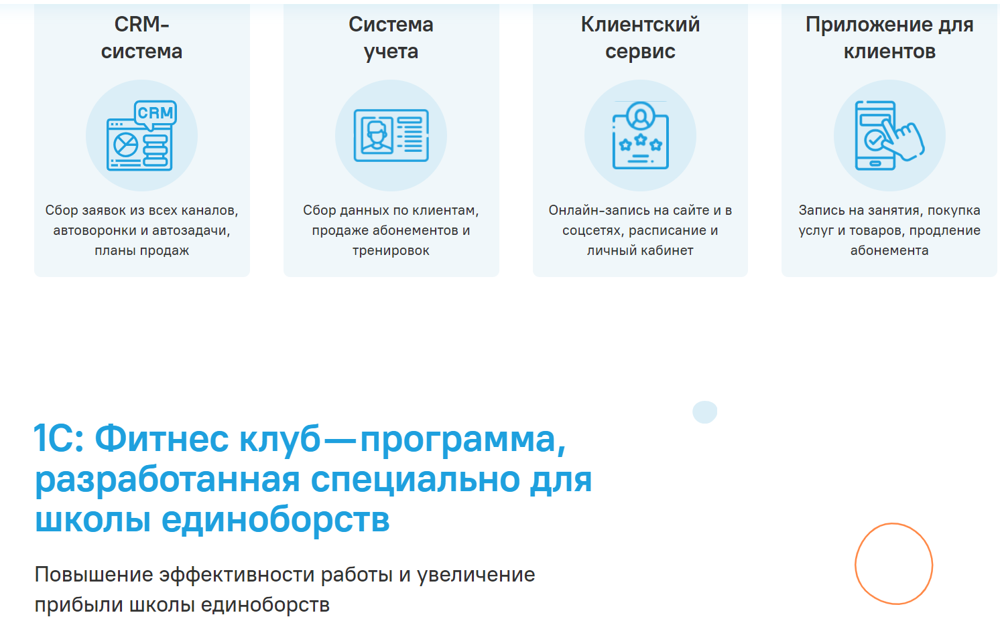 CRM-
система
CRM
Сбор заявок из всех каналов,
автоворонки и автозадачи,
планы продаж
Система
учета
Сбор данных по клиентам,
продаже абонементов и
тренировок
Клиентский
сервис
Онлайн-запись на сайте и в
соцсетях, расписание и
личный кабинет
Приложение для
клиентов
Запись на занятия, покупка
услуг и товаров, продление
абонемента
1С: Фитнес клуб — программа,
разработанная специально для
школы единоборств
Повышение эффективности работы и увеличение
прибыли школы единоборств